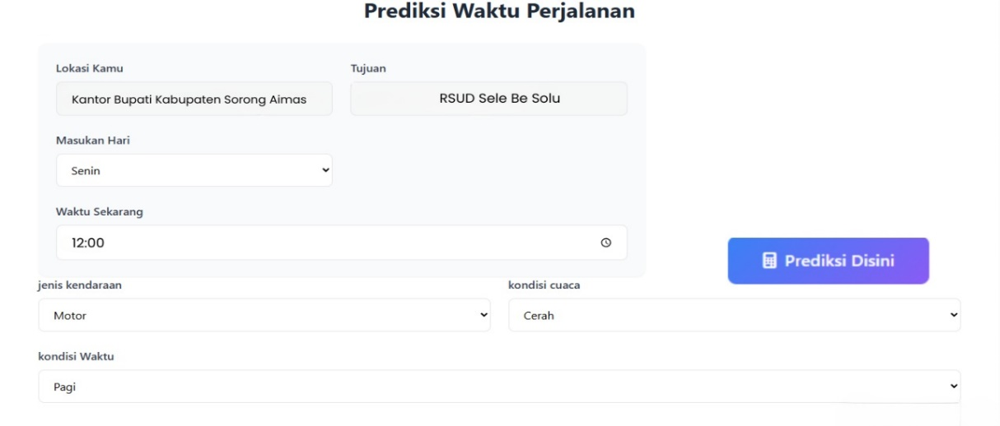 Prediksi Waktu Perjalanan
Lokasi Kamu
Tujuan
Kantor Bupati Kabupaten Sorong Aimas
RSUD Sele Be Solu
Masukan Hari
Senin
Waktu Sekarang
12:00
Prediksi Disini
jenis kendaraan
kondisi cuaca
Motor
Cerah
kondisi Waktu
Pagi